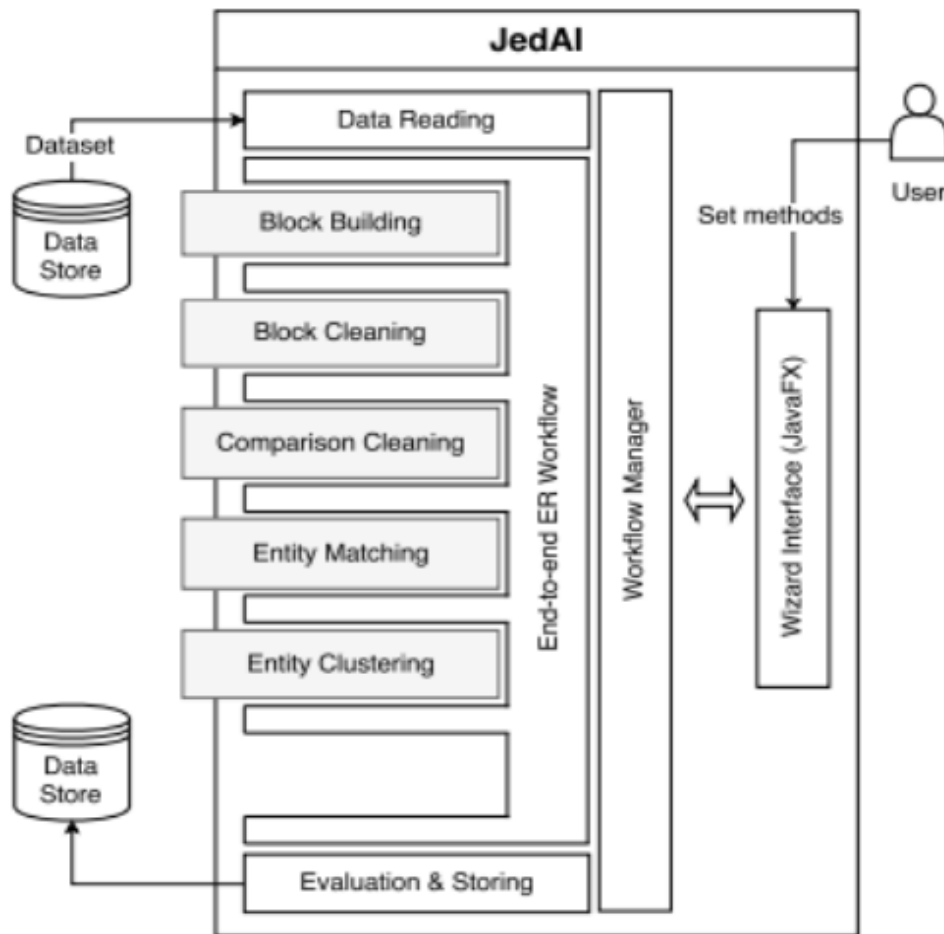 JedAI
Data Reading
Dataset
Data
Store
Block Building
Block Cleaning
Comparison Cleaning
Entity Matching
Entity Clustering
End-to-end ER Workflow
Workflow Manager
Set methods
User
Wizard Interface (JavaFX)
Data
Store
Evaluation & Storing